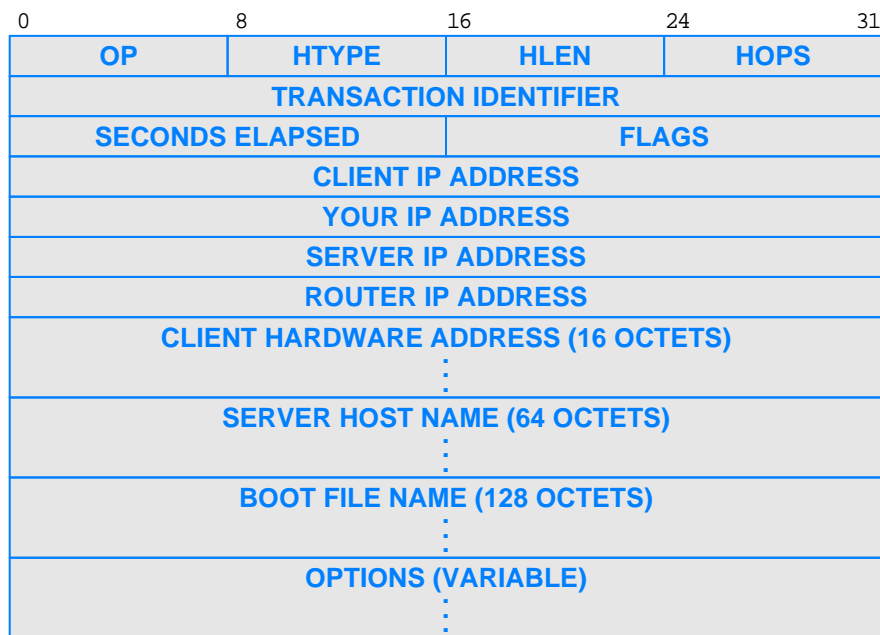 0 8 16 24 31
OP HTYPE HLEN HOPS
TRANSACTION IDENTIFIER
SECONDS ELAPSED FLAGS
CLIENT IP ADDRESS
YOUR IP ADDRESS
SERVER IP ADDRESS
ROUTER IP ADDRESS
CLIENT HARDWARE ADDRESS (16 OCTETS)
SERVER HOST NAME (64 OCTETS)
BOOT FILE NAME (128 OCTETS)
OPTIONS (VARIABLE)